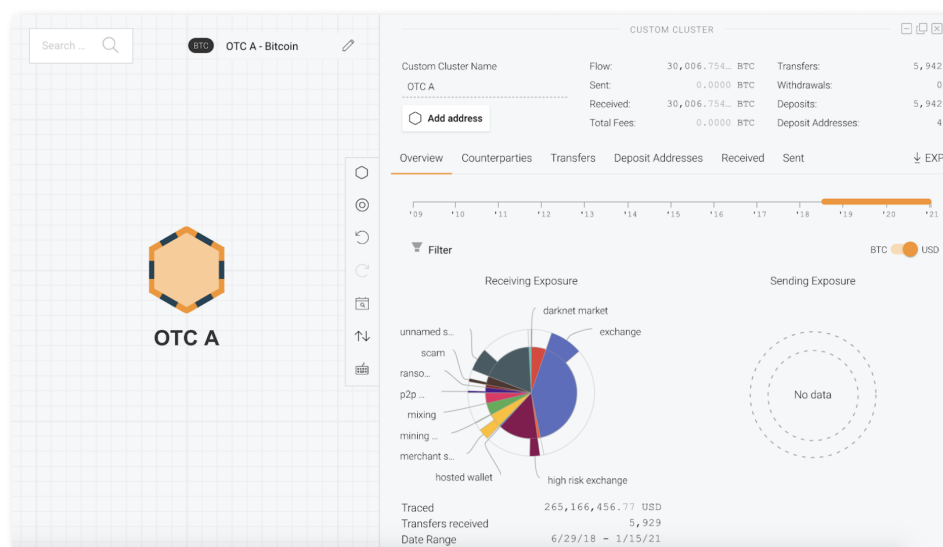 Search ..
BTC OTC A - Bitcoin
CUSTOM CLUSTER
Custom Cluster Name
OTC A
Add address
Flow: 30,006.754… BTC
Sent: 0.0000 BTC
Received: 30,006.754… BTC
Total Fees: 0.0000 BTC
Transfers: 5,942
Withdrawals: 0
Deposits: 5,942
Deposit Addresses: 4
Overview Counterparties Transfers Deposit Addresses Received Sent EXP
'09 '10 '11 '12 '13 '14 '15 '16 '17 '18 '19 '20 '21
Filter
BTC USD
Receiving Exposure
Sending Exposure
darknet market
exchange
unnamed s...
scam
ranso...
p2p ...
mixing
mining ...
merchant s...
hosted wallet
high risk exchange
No data
OTC A
Traced 265,166,456.77 USD
Transfers received 5,929
Date Range 6/29/18 – 1/15/21